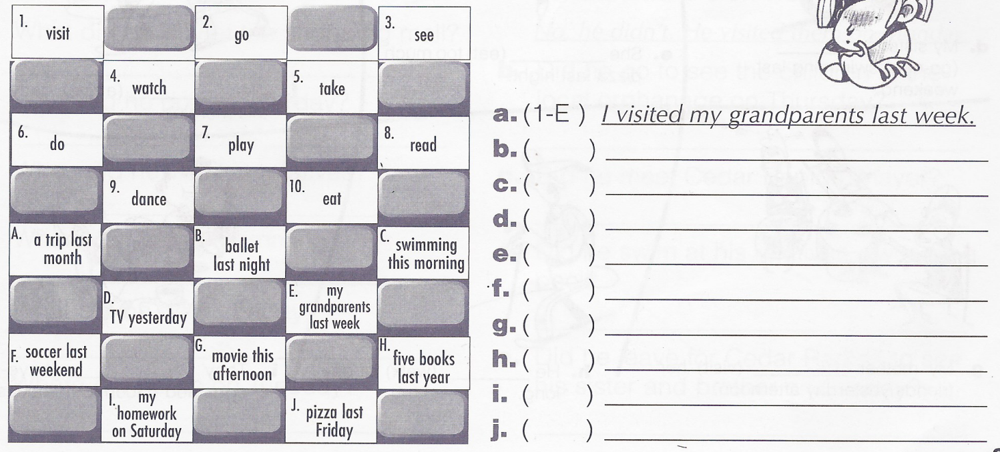 1. visit
2. go
3. see
4. watch
5. take
6. do
7. play
8. read
9. dance
10. eat
A. a trip last
month
B. ballet
last night
C. swimming
this morning
D.
TV yesterday
E. my
grandparents
last week
F. soccer last
weekend
G. movie this
afternoon
H. five books
last year
I. my
homework
on Saturday
J. pizza last
Friday
a. (1-E ) I visited my grandparents last week.
b. ( )
c. ( )
d. ( )
e. ( )
f. ( )
g. ( )
h. ( )
i. ( )
j. ( )